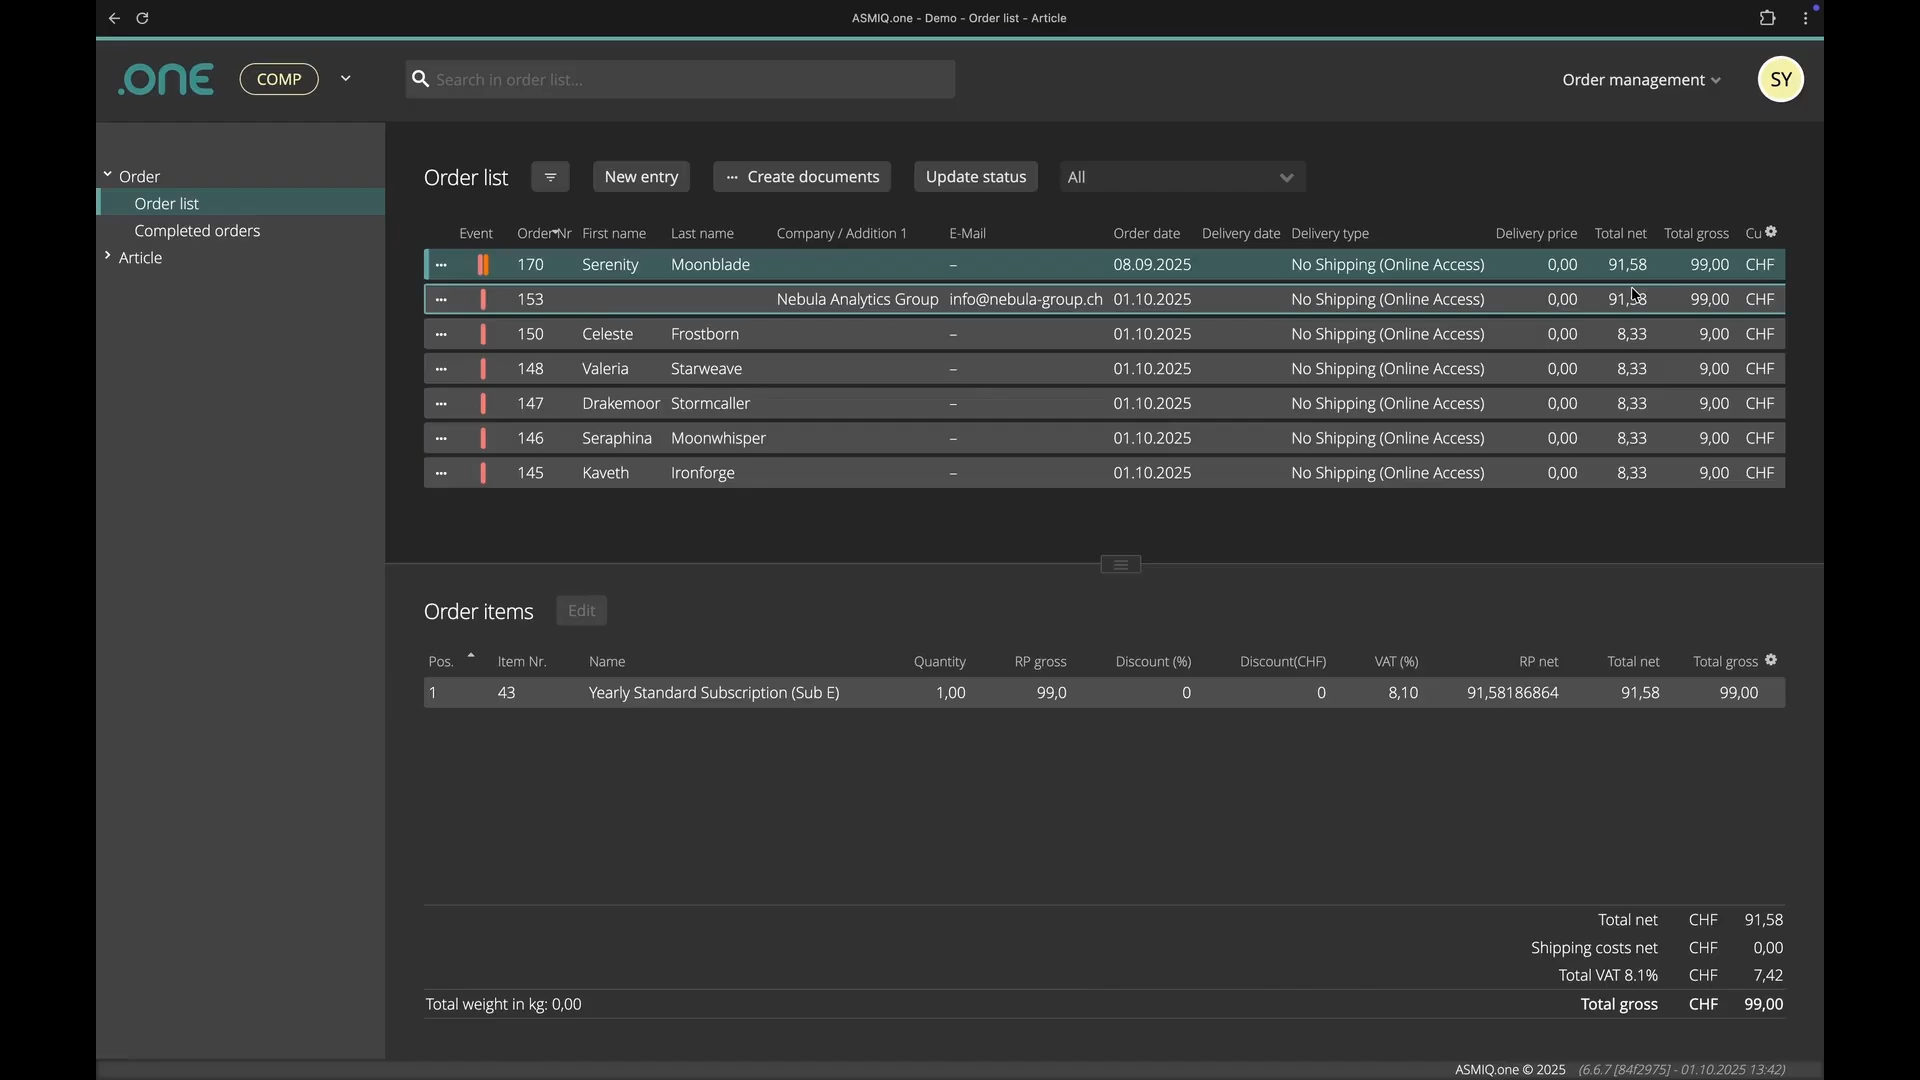 ASMIQ.one - Demo - Order list - Article
.one COMP Search in order list... Order management SY
Order
Order list
Completed orders
Article
Order list New entry ··· Create documents Update status All
Event Order Nr First name Last name Company / Addition 1 E-Mail Order date Delivery date Delivery type Delivery price Total net Total gross Cu
··· 170 Serenity Moonblade – 08.09.2025 No Shipping (Online Access) 0,00 91,58 99,00 CHF
··· 153 Nebula Analytics Group info@nebula-group.ch 01.10.2025 No Shipping (Online Access) 0,00 91,58 99,00 CHF
··· 150 Celeste Frostborn – 01.10.2025 No Shipping (Online Access) 0,00 8,33 9,00 CHF
··· 148 Valeria Starweave – 01.10.2025 No Shipping (Online Access) 0,00 8,33 9,00 CHF
··· 147 Drakemoor Stormcaller – 01.10.2025 No Shipping (Online Access) 0,00 8,33 9,00 CHF
··· 146 Seraphina Moonwhisper – 01.10.2025 No Shipping (Online Access) 0,00 8,33 9,00 CHF
··· 145 Kaveth Ironforge – 01.10.2025 No Shipping (Online Access) 0,00 8,33 9,00 CHF
Order items Edit
Pos. Item Nr. Name Quantity RP gross Discount (%) Discount(CHF) VAT (%) RP net Total net Total gross
1 43 Yearly Standard Subscription (Sub E) 1,00 99,0 0 0 8,10 91,58186864 91,58 99,00
Total net CHF 91,58
Shipping costs net CHF 0,00
Total VAT 8.1% CHF 7,42
Total weight in kg: 0,00 Total gross CHF 99,00
ASMIQ.one © 2025 (6.6.7 [84f2975] - 01.10.2025 13:42)